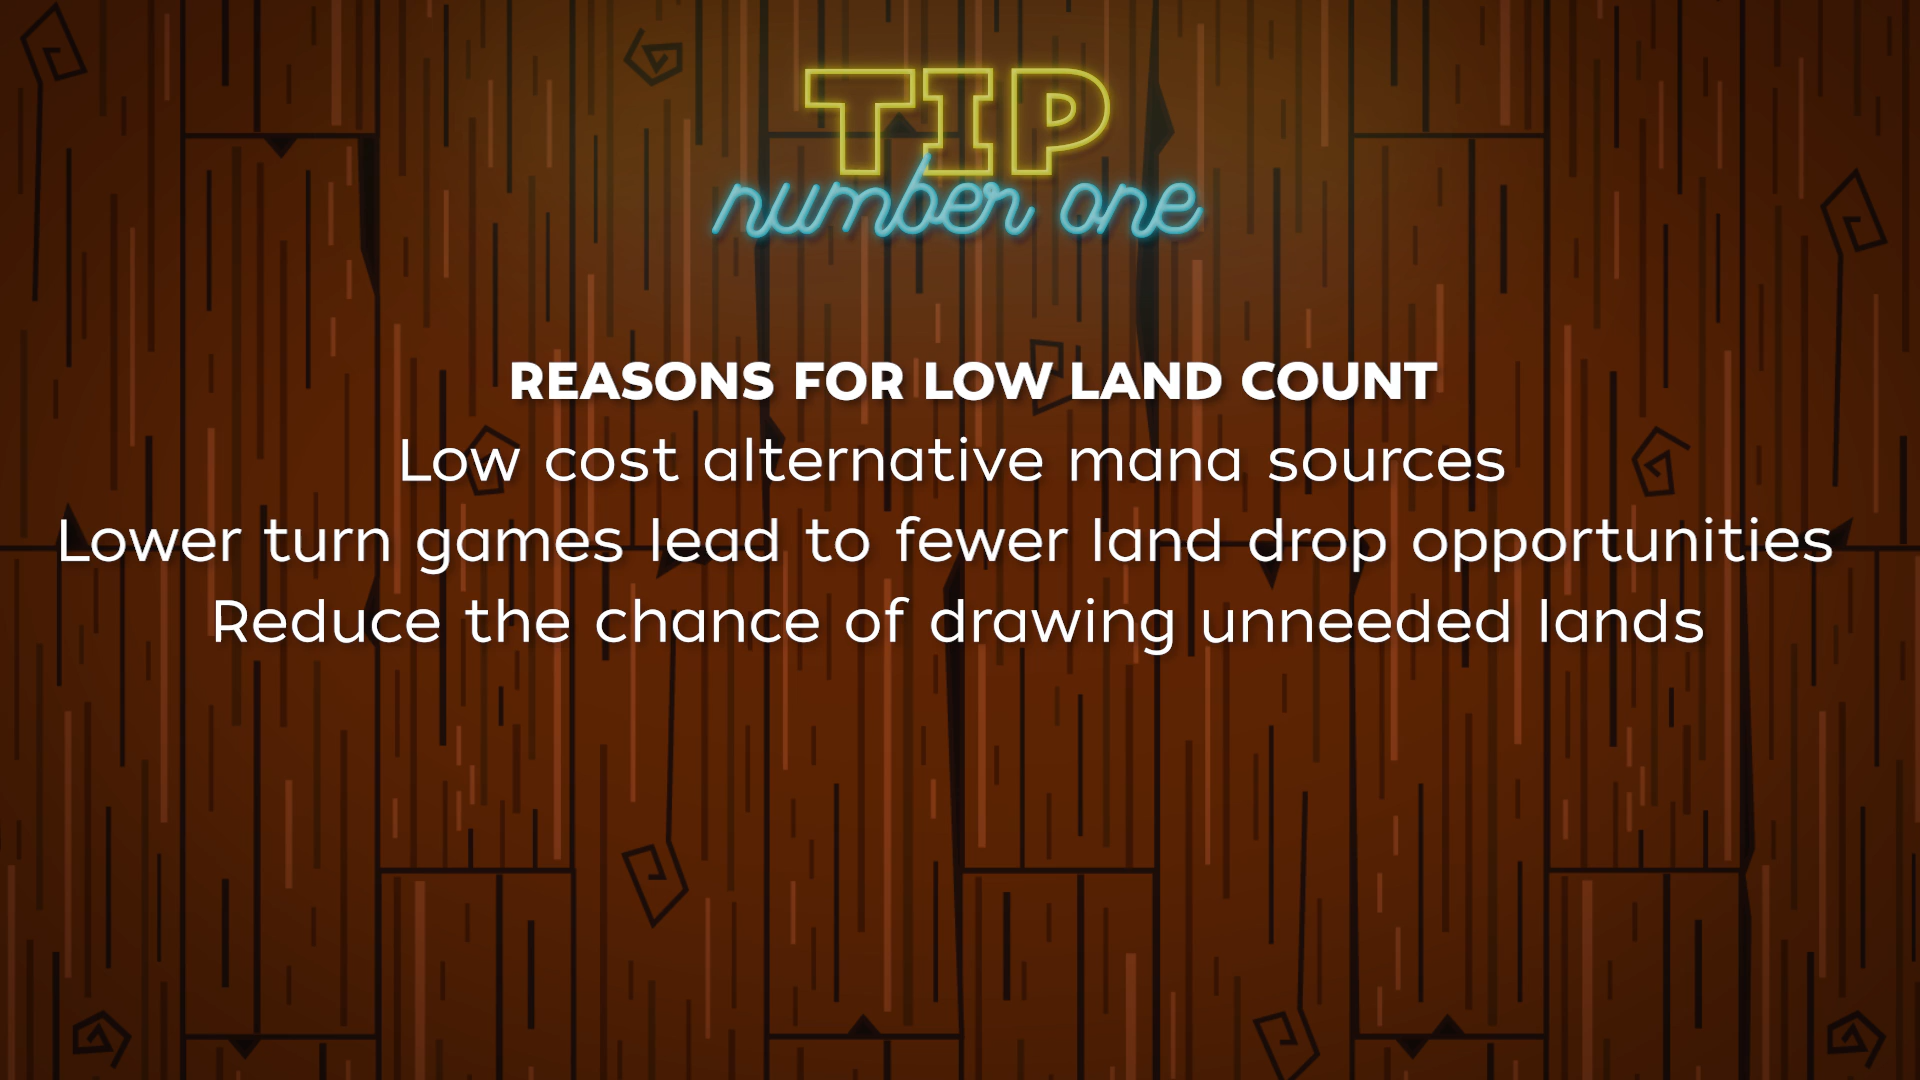 TIP
number one
REASONS FOR LOW LAND COUNT
Low cost alternative mana sources
Lower turn games lead to fewer land drop opportunities
Reduce the chance of drawing unneeded lands